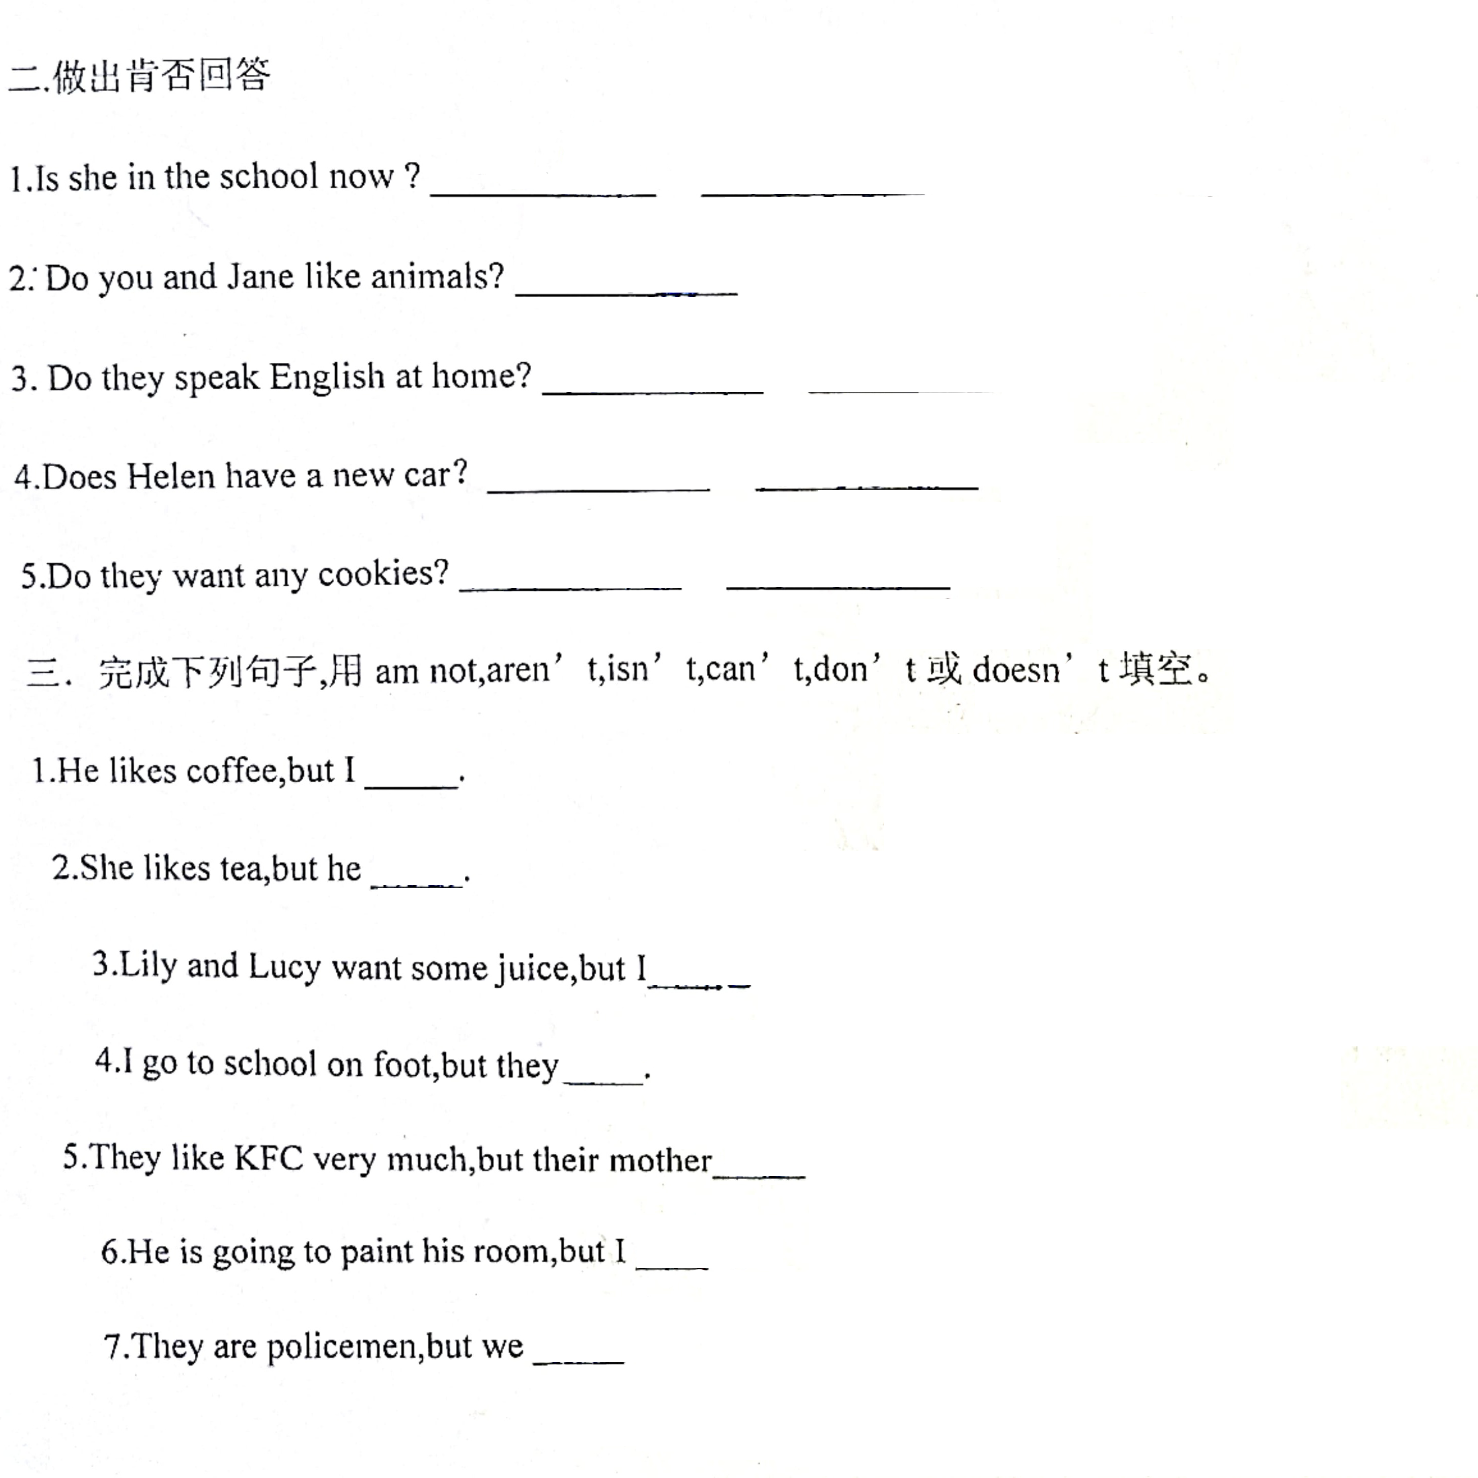 二.做出肯否回答
1.Is she in the school now ? ____________ ____________
2. Do you and Jane like animals? ____________
3. Do they speak English at home? ____________ __________
4.Does Helen have a new car? ____________ ____________
5.Do they want any cookies? ____________ ____________
三. 完成下列句子,用 am not,aren’ t,isn’ t,can’ t,don’ t 或 doesn’ t 填空。
1.He likes coffee,but I _____.
2.She likes tea,but he _____.
3.Lily and Lucy want some juice,but I_____
4.I go to school on foot,but they____.
5.They like KFC very much,but their mother_____
6.He is going to paint his room,but I ____
7.They are policemen,but we _____